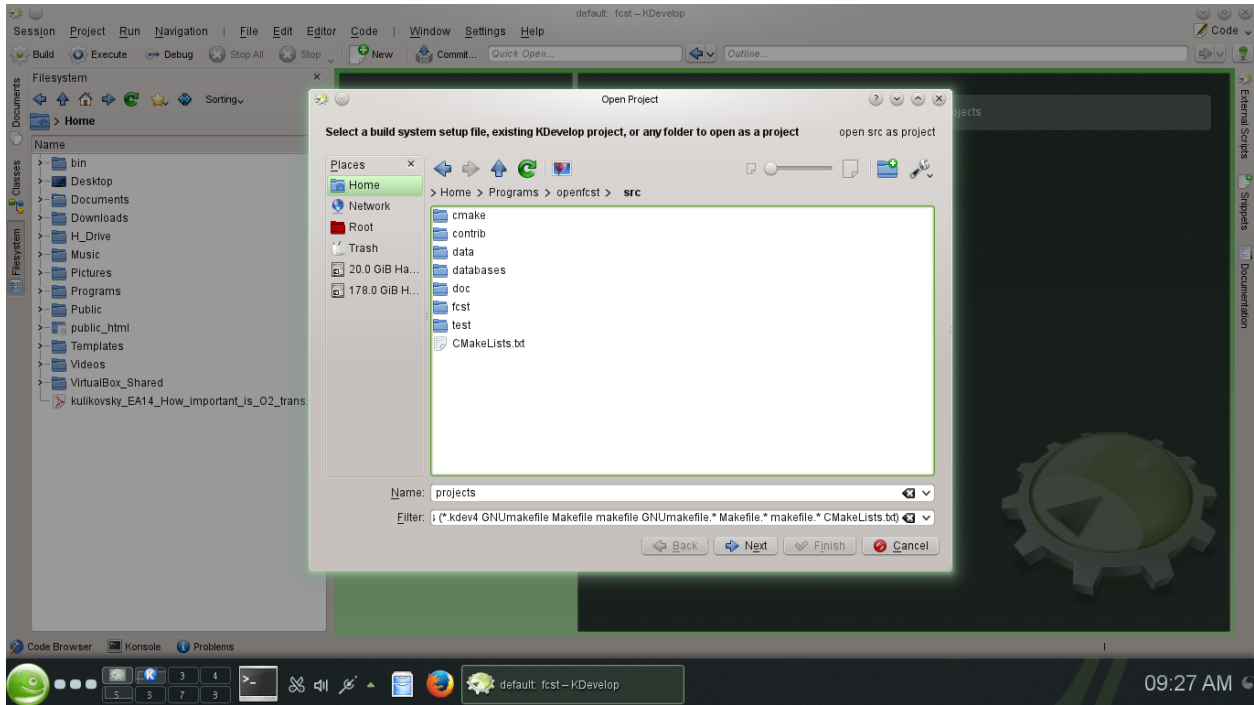 default: fcst – KDevelop
Session Project Run Navigation | File Edit Editor Code | Window Settings Help
Code
Build Execute Debug Stop All Stop New Commit... Quick Open... Outline...
Filesystem
Sorting
> Home
Name
bin
Desktop
Documents
Downloads
H_Drive
Music
Pictures
Programs
Public
public_html
Templates
Videos
VirtualBox_Shared
kulikovsky_EA14_How_important_is_O2_trans
Documents
Classes
Filesystem
Open Project
Select a build system setup file, existing KDevelop project, or any folder to open as a project
open src as project
Places
Home
Network
Root
Trash
20.0 GiB Ha...
178.0 GiB H...
> Home > Programs > openfcst > src
cmake
contrib
data
databases
doc
fcst
test
CMakeLists.txt
Name: projects
Filter: (*.kdev4 GNUmakefile Makefile makefile GNUmakefile.* Makefile.* makefile.* CMakeLists.txt)
Back Next Finish Cancel
ojects
External Scripts
Snippets
Documentation
Code Browser Konsole Problems
3 4
5 6 7 8
default: fcst – KDevelop
09:27 AM